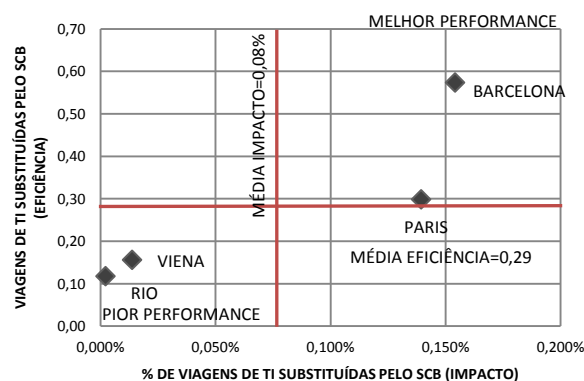 MELHOR PERFORMANCE
VIAGENS DE TI SUBSTITUÍDAS PELO SCB
(EFICIÊNCIA)
0,70
0,60
0,50
0,40
0,30
0,20
0,10
0,00
MÉDIA IMPACTO=0,08%
BARCELONA
PARIS
MÉDIA EFICIÊNCIA=0,29
VIENA
RIO
PIOR PERFORMANCE
0,000%
0,050%
0,100%
0,150%
0,200%
% DE VIAGENS DE TI SUBSTITUÍDAS PELO SCB (IMPACTO)